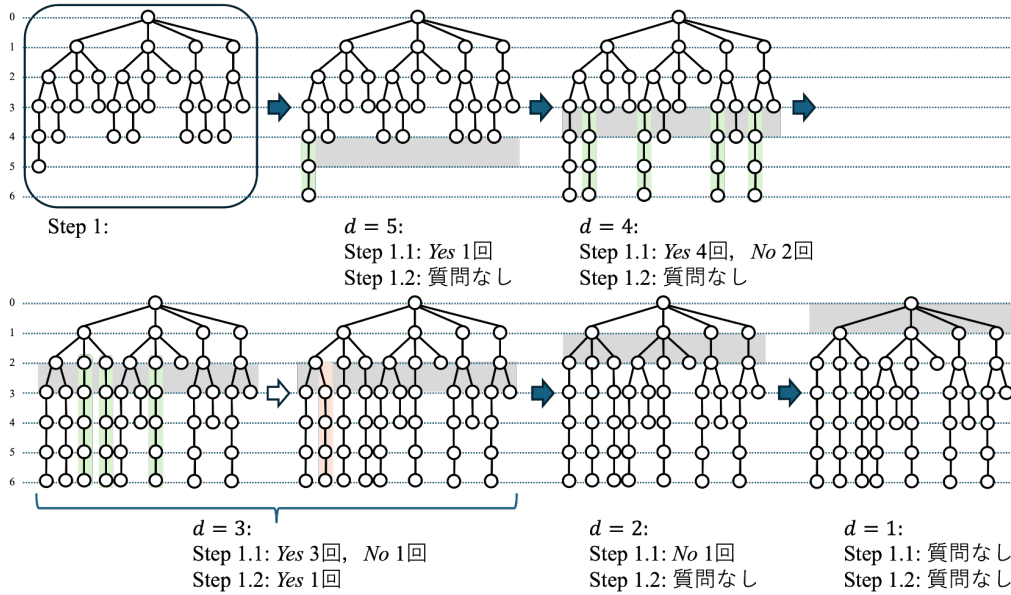 0
1
2
3
4
5
6
Step 1:
d = 5:
Step 1.1: Yes 1回
Step 1.2: 質問なし
d = 4:
Step 1.1: Yes 4回， No 2回
Step 1.2: 質問なし
0
1
2
3
4
5
6
d = 3:
Step 1.1: Yes 3回， No 1回
Step 1.2: Yes 1回
d = 2:
Step 1.1: No 1回
Step 1.2: 質問なし
d = 1:
Step 1.1: 質問なし
Step 1.2: 質問なし